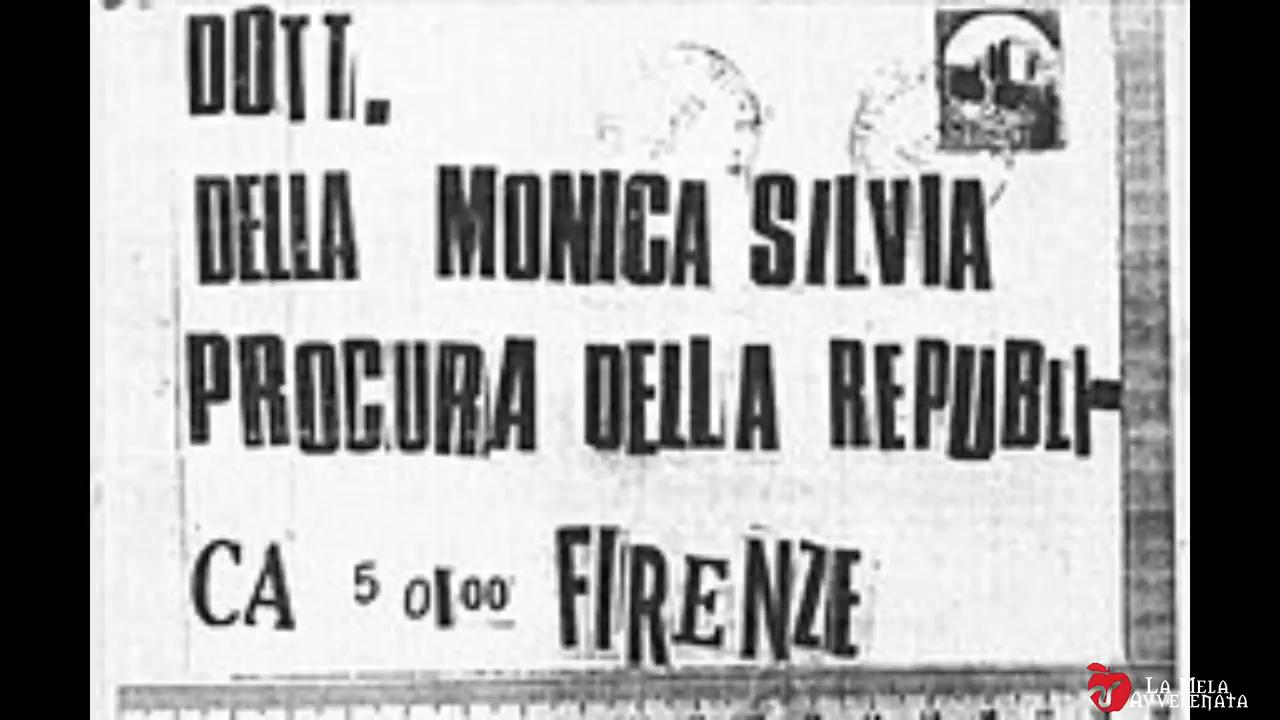 DOTT.
DELLA MONICA SILVIA
PROCURA DELLA REPUBLI-
CA 50100 FIRENZE
LA MELA
AVVELENATA